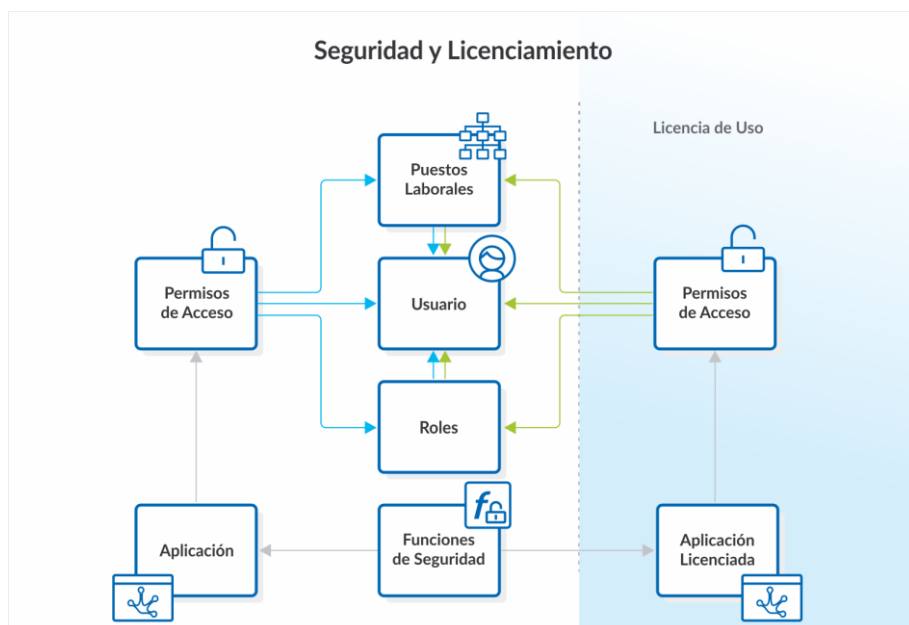 Seguridad y Licenciamiento
Licencia de Uso
Puestos
Laborales
Permisos
de Acceso
Usuario
Permisos
de Acceso
Roles
Aplicación
f
Funciones
de Seguridad
Aplicación
Licenciada